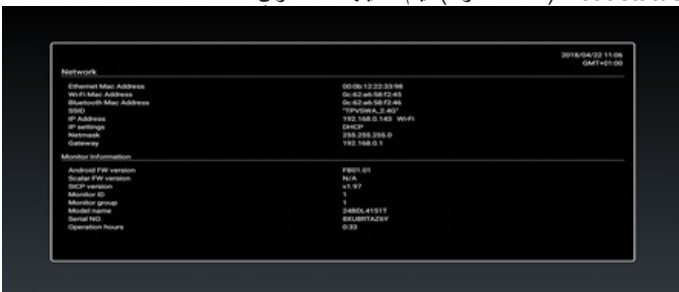 2018/04/22 11:06
GMT+01:00
Network
Ethernet Mac Address 00:0b:12:22:33:98
Wi-Fi Mac Address 0c:62:a6:58:f2:45
Bluetooth Mac Address 0c:62:a6:58:f2:46
SSID "TPVSWA_2.4G"
IP Address 192.168.0.143 Wi-Fi
IP settings DHCP
Netmask 255.255.255.0
Gateway 192.168.0.1
Monitor Information
Android FW version FB01.01
Scalar FW version N/A
SICP version v1.97
Monitor ID 1
Monitor group 1
Model name 24BDL4151T
Serial NO.
Operation hours 0:33